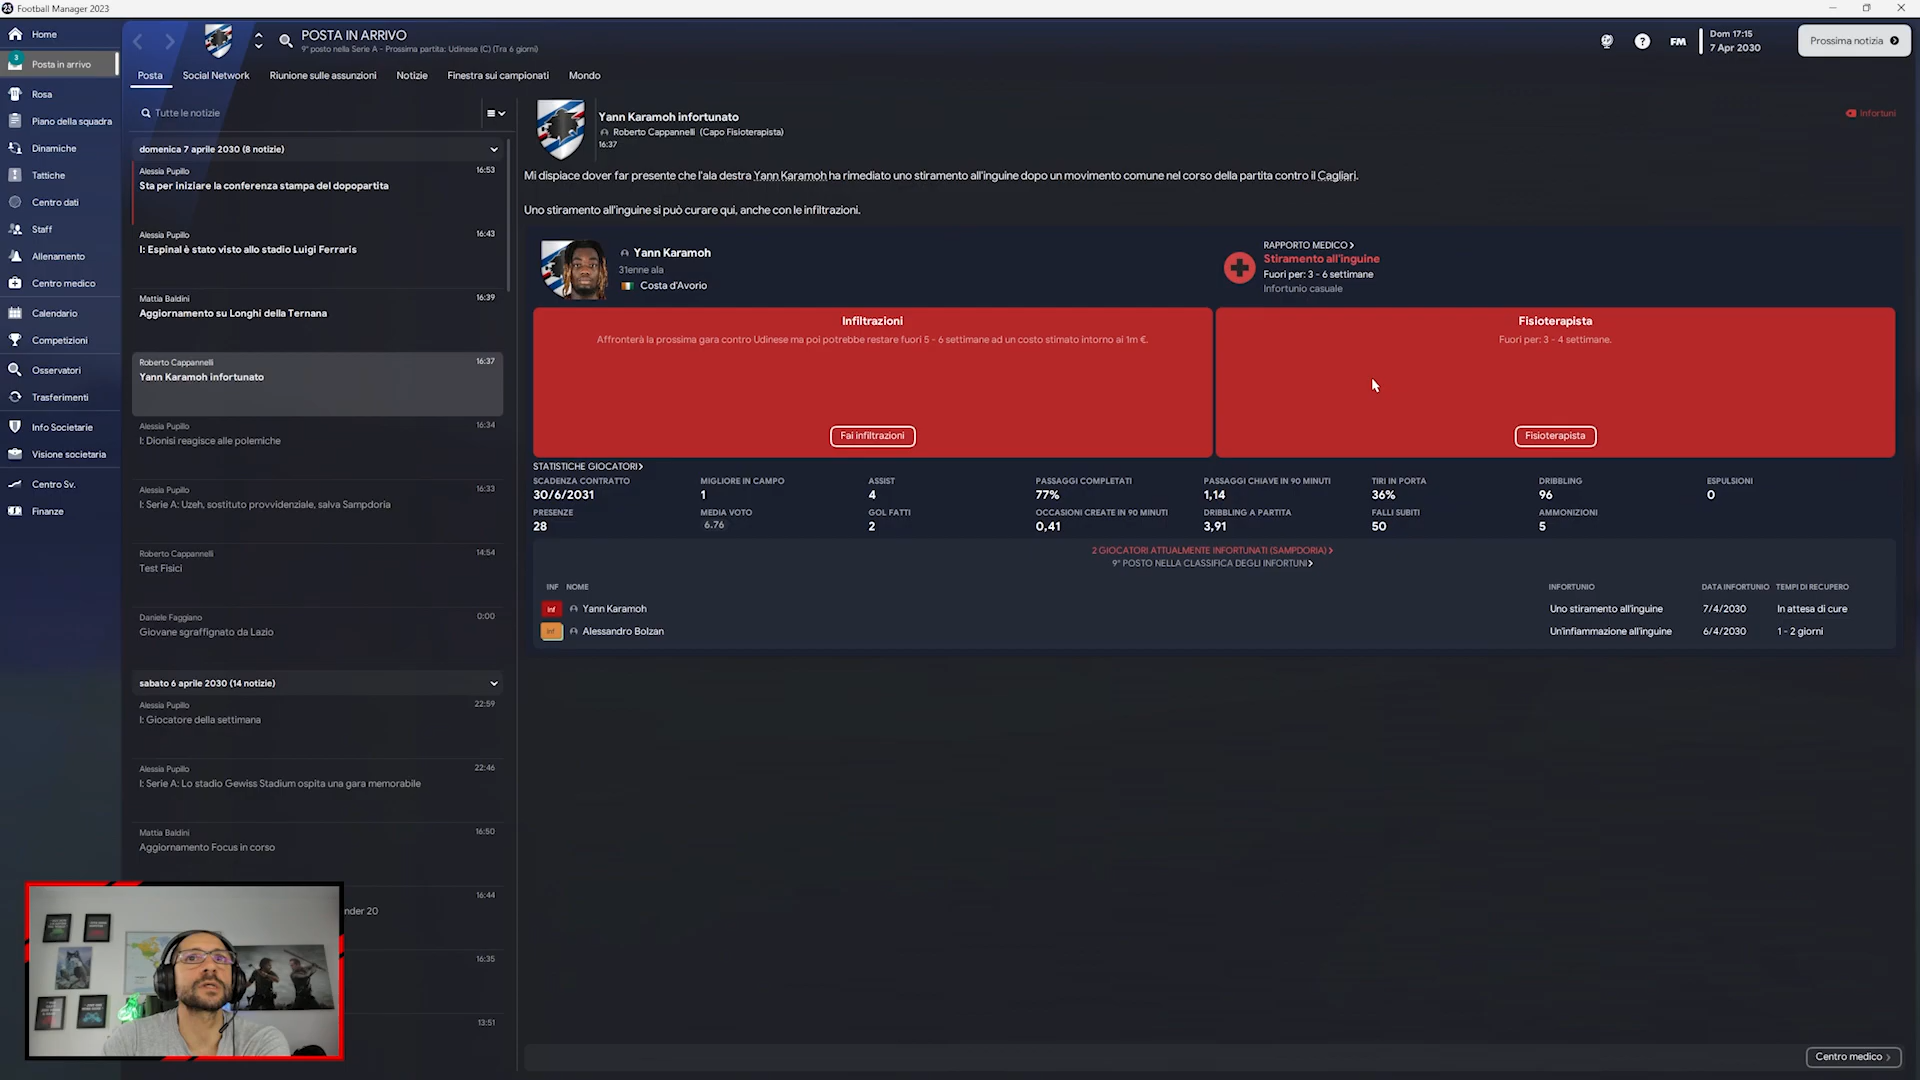 Football Manager 2023
Home
3
Posta in arrivo
Rosa
Piano della squadra
Dinamiche
Tattiche
Centro dati
Staff
Allenamento
Centro medico
Calendario
Competizioni
Osservatori
Trasferimenti
Info Societarie
Visione societaria
Centro Sv.
Finanze
POSTA IN ARRIVO
9° posto nella Serie A - Prossima partita: Udinese (C) (Tra 6 giorni)
FM
Dom 17:15
7 Apr 2030
Prossima notizia
Posta
Social Network
Riunione sulle assunzioni
Notizie
Finestra sui campionati
Mondo
Tutte le notizie
domenica 7 aprile 2030 (8 notizie)
Alessia Pupillo 16:53
Sta per iniziare la conferenza stampa del dopopartita
Alessia Pupillo 16:43
I: Espinal è stato visto allo stadio Luigi Ferraris
Mattia Baldini 16:39
Aggiornamento su Longhi della Ternana
Roberto Cappannelli 16:37
Yann Karamoh infortunato
Alessia Pupillo 16:34
I: Dionisi reagisce alle polemiche
Alessia Pupillo 16:33
I: Serie A: Uzeh, sostituto provvidenziale, salva Sampdoria
Roberto Cappannelli 14:54
Test Fisici
Daniele Faggiano 0:00
Giovane sgraffignato da Lazio
sabato 6 aprile 2030 (14 notizie)
Alessia Pupillo 22:59
I: Giocatore della settimana
Alessia Pupillo 22:46
I: Serie A: Lo stadio Gewiss Stadium ospita una gara memorabile
Mattia Baldini 16:50
Aggiornamento Focus in corso
16:44
nder 20
16:35
13:51
Yann Karamoh infortunato
Roberto Cappannelli (Capo Fisioterapista)
16:37
Infortuni
Mi dispiace dover far presente che l'ala destra Yann Karamoh ha rimediato uno stiramento all'inguine dopo un movimento comune nel corso della partita contro il Cagliari.
Uno stiramento all'inguine si può curare qui, anche con le infiltrazioni.
Yann Karamoh
31enne ala
Costa d'Avorio
RAPPORTO MEDICO
Stiramento all'inguine
Fuori per: 3 - 6 settimane
Infortunio casuale
Infiltrazioni
Affronterà la prossima gara contro Udinese ma poi potrebbe restare fuori 5 - 6 settimane ad un costo stimato intorno ai 1m €.
Fai infiltrazioni
Fisioterapista
Fuori per: 3 - 4 settimane.
Fisioterapista
STATISTICHE GIOCATORI
SCADENZA CONTRATTO MIGLIORE IN CAMPO ASSIST PASSAGGI COMPLETATI PASSAGGI CHIAVE IN 90 MINUTI TIRI IN PORTA DRIBBLING ESPULSIONI
30/6/2031 1 4 77% 1,14 36% 96 0
PRESENZE MEDIA VOTO GOL FATTI OCCASIONI CREATE IN 90 MINUTI DRIBBLING A PARTITA FALLI SUBITI AMMONIZIONI
28 6.76 2 0,41 3,91 50 5
2 GIOCATORI ATTUALMENTE INFORTUNATI (SAMPDORIA)
9° POSTO NELLA CLASSIFICA DEGLI INFORTUNI
INF NOME INFORTUNIO DATA INFORTUNIO TEMPI DI RECUPERO
Inf Yann Karamoh Uno stiramento all'inguine 7/4/2030 In attesa di cure
Inf Alessandro Bolzan Un'infiammazione all'inguine 6/4/2030 1 - 2 giorni
Centro medico